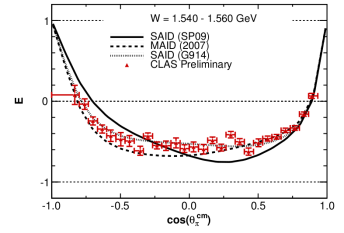 W = 1.540 - 1.560 GeV
SAID (SP09)
MAID (2007)
SAID (G914)
CLAS Preliminary
1
0
-1
E
-1.0
-0.5
0.0
0.5
1.0
cos(θπcm)